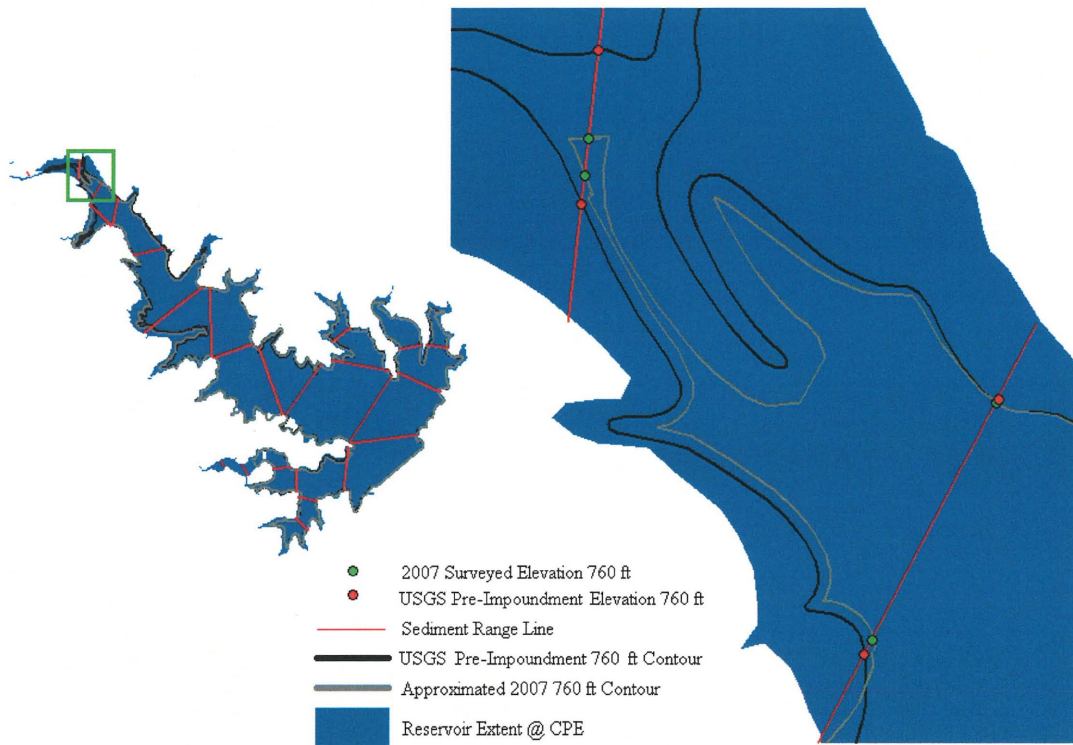 2007 Surveyed Elevation 760 ft
USGS Pre-Impoundment Elevation 760 ft
Sediment Range Line
USGS Pre-Impoundment 760 ft Contour
Approximated 2007 760 ft Contour
Reservoir Extent @ CPE